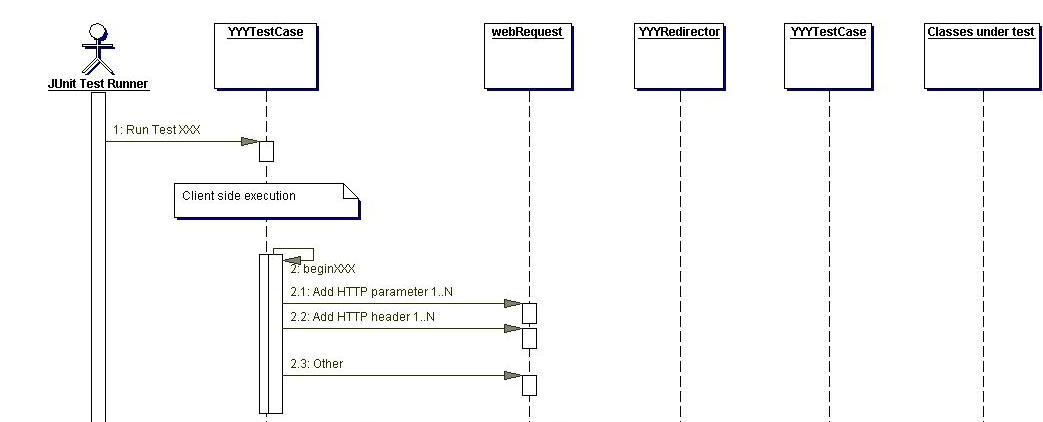 YYYTestCase
webRequest
YYYRedirector
YYYTestCase
Classes under test
JUnit Test Runner
1: Run Test XXX
Client side execution
2: beginXXX
2.1: Add HTTP parameter 1..N
2.2: Add HTTP header 1..N
2.3: Other